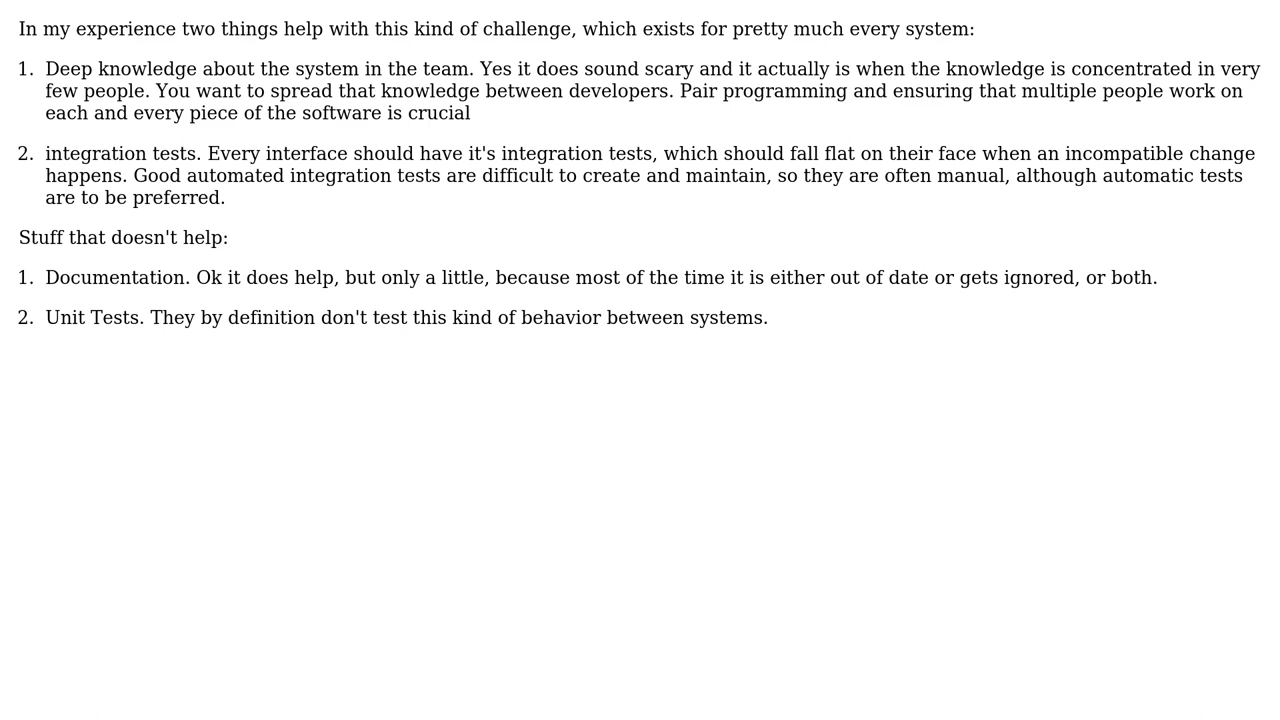 In my experience two things help with this kind of challenge, which exists for pretty much every system:
1. Deep knowledge about the system in the team. Yes it does sound scary and it actually is when the knowledge is concentrated in very
few people. You want to spread that knowledge between developers. Pair programming and ensuring that multiple people work on
each and every piece of the software is crucial
2. integration tests. Every interface should have it's integration tests, which should fall flat on their face when an incompatible change
happens. Good automated integration tests are difficult to create and maintain, so they are often manual, although automatic tests
are to be preferred.
Stuff that doesn't help:
1. Documentation. Ok it does help, but only a little, because most of the time it is either out of date or gets ignored, or both.
2. Unit Tests. They by definition don't test this kind of behavior between systems.